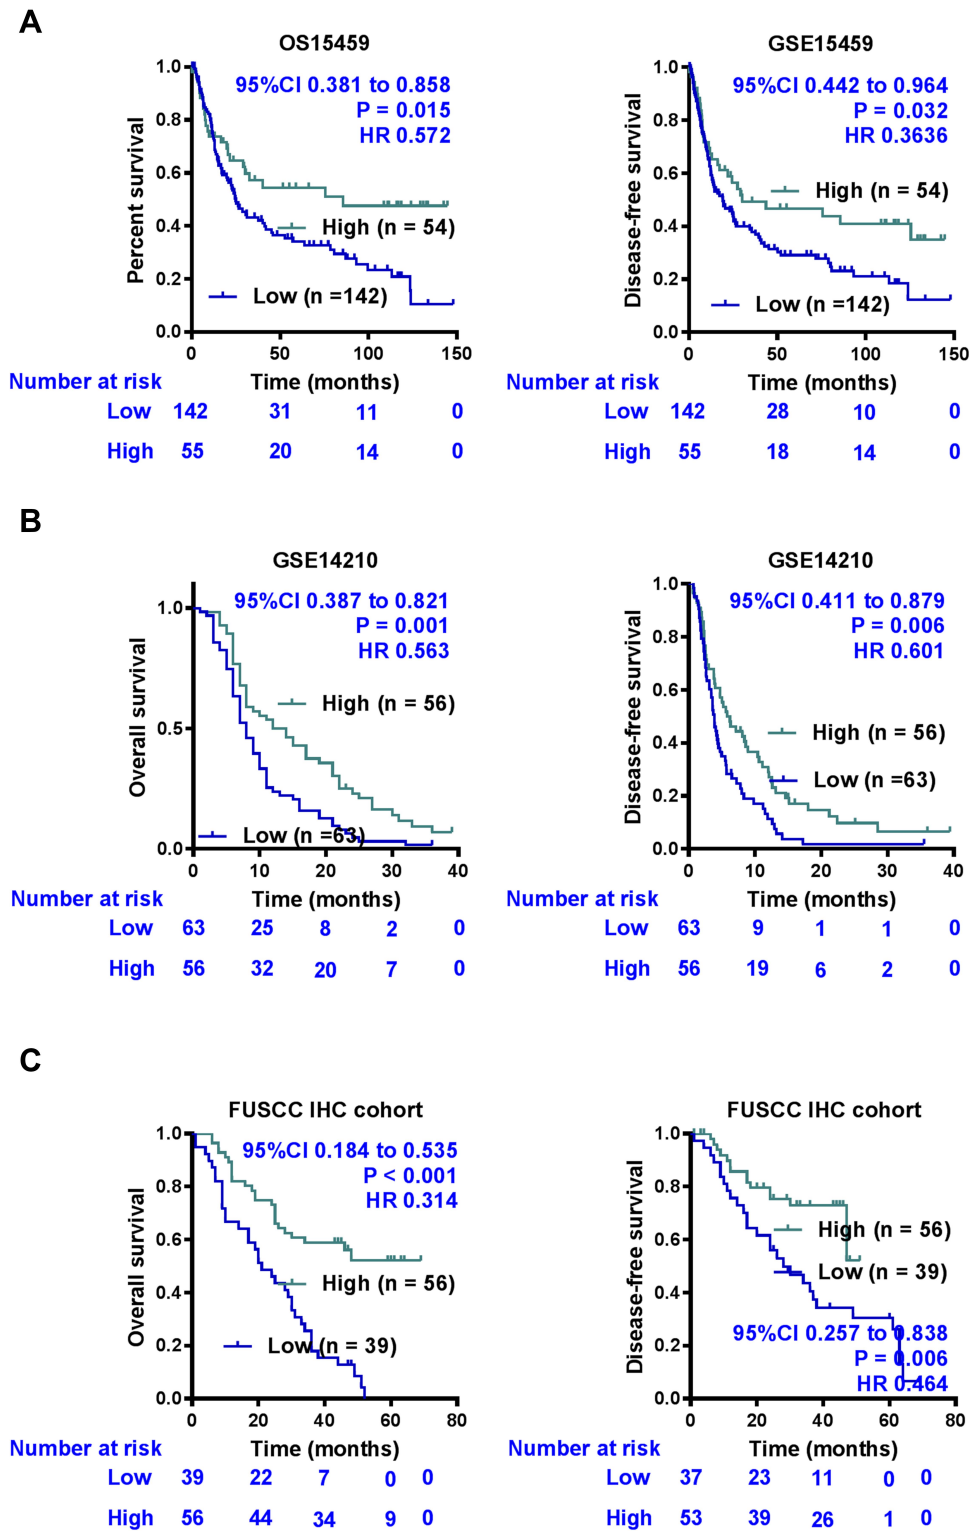 A
OS15459
95%CI 0.381 to 0.858
P = 0.015
HR 0.572
Percent survival
1.0
0.8
0.6
0.4
0.2
0.0
High (n = 54)
Low (n =142)
0 50 100 150
Number at risk Time (months)
Low 142 31 11 0
High 55 20 14 0
GSE15459
95%CI 0.442 to 0.964
P = 0.032
HR 0.3636
Disease-free survival
1.0
0.8
0.6
0.4
0.2
0.0
High (n = 54)
Low (n =142)
0 50 100 150
Number at risk Time (months)
Low 142 28 10 0
High 55 18 14 0
B
GSE14210
95%CI 0.387 to 0.821
P = 0.001
HR 0.563
Overall survival
1.0
0.5
0.0
High (n = 56)
Low (n =63)
0 10 20 30 40
Number at risk Time (months)
Low 63 25 8 2 0
High 56 32 20 7 0
GSE14210
95%CI 0.411 to 0.879
P = 0.006
HR 0.601
Disease-free survival
1.0
0.8
0.6
0.4
0.2
0.0
High (n = 56)
Low (n =63)
0 10 20 30 40
Number at risk Time (months)
Low 63 9 1 1 0
High 56 19 6 2 0
C
FUSCC IHC cohort
95%CI 0.184 to 0.535
P < 0.001
HR 0.314
Overall survival
1.0
0.8
0.6
0.4
0.2
0.0
High (n = 56)
Low (n = 39)
0 20 40 60 80
Number at risk Time (months)
Low 39 22 7 0 0
High 56 44 34 9 0
FUSCC IHC cohort
Disease-free survival
1.0
0.8
0.6
0.4
0.2
0.0
High (n = 56)
Low (n = 39)
95%CI 0.257 to 0.838
P = 0.006
HR 0.464
0 20 40 60 80
Number at risk Time (months)
Low 37 23 11 0 0
High 53 39 26 1 0